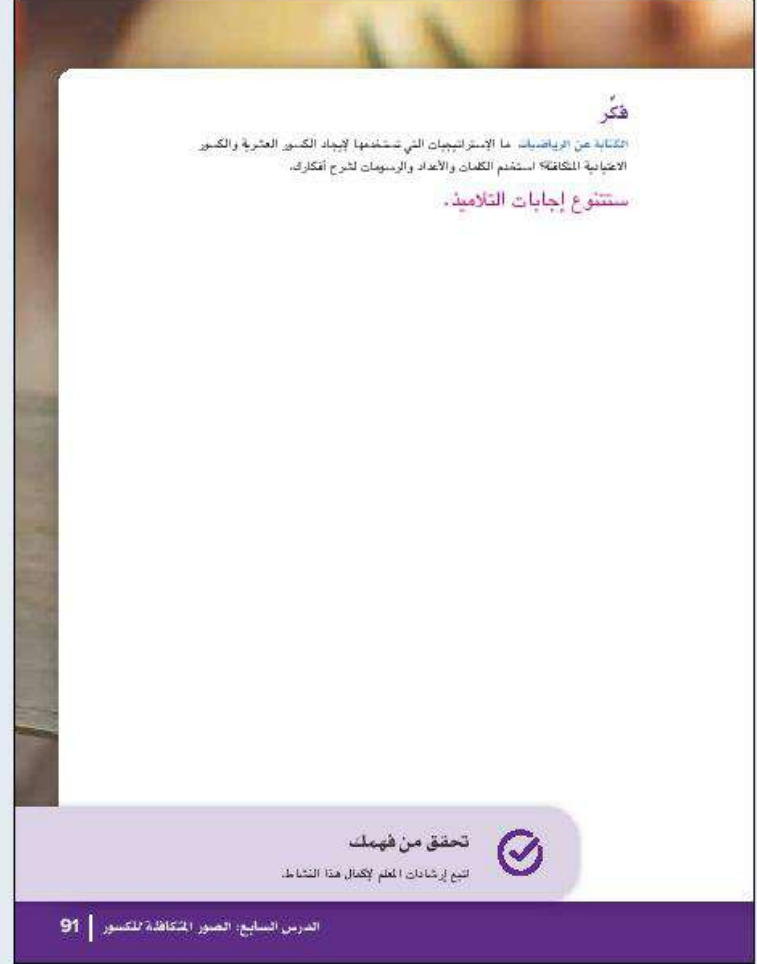 فكّر
الكتابة عن الرياضيات ما الإستراتيجيات التي تستخدمها لإيجاد الكسور العشرية والكسور
الاعتيادية المتكافئة؟ استخدم الكلمات والأعداد والرسومات لشرح أفكارك.
ستتنوع إجابات التلاميذ.
تحقق من فهمك
اتبع إرشادات المعلم لإكمال هذا النشاط.
الدرس السابع: الصور المتكافئة للكسور | 91